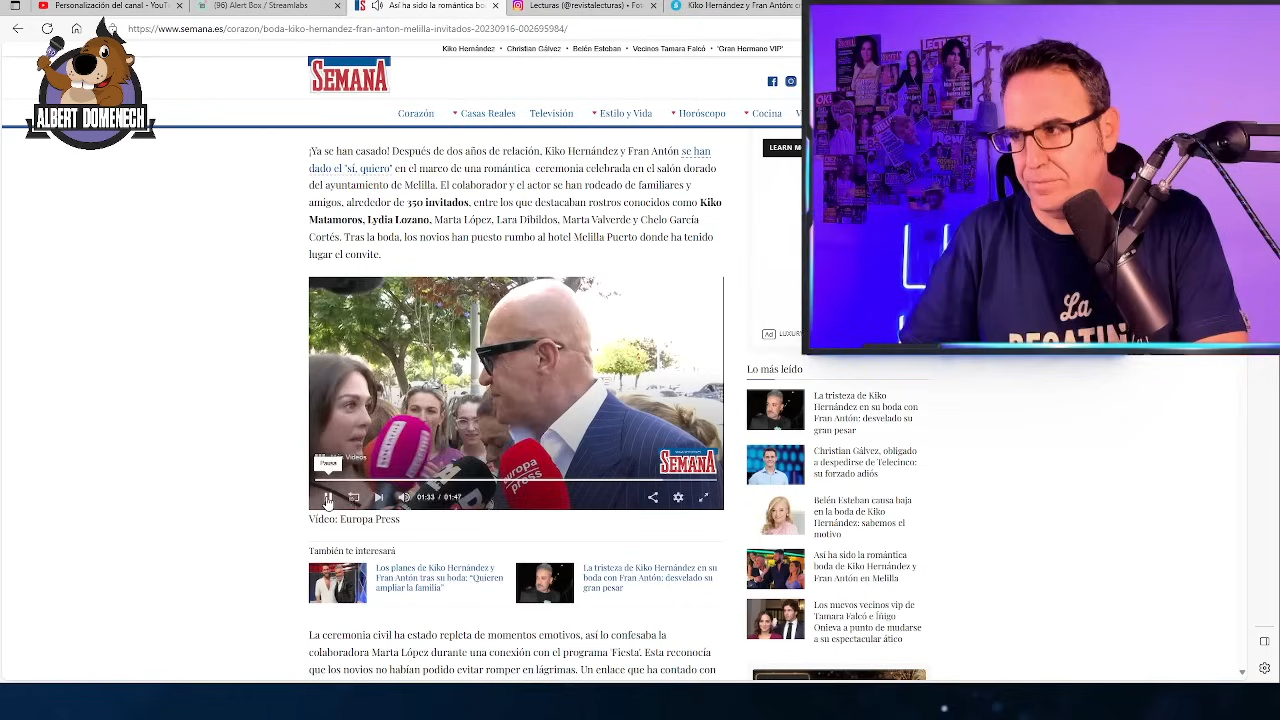 Personalización del canal - YouTu
(96) Alert Box / Streamlabs
Así ha sido la romántica bo
Lecturas (@revistalecturas) • Fo
Kiko Hernández y Fran Antón: c
https://www.semana.es/corazon/boda-kiko-hernandez-fran-anton-melilla-invitados-20230916-002695984/
Kiko Hernández • Christian Gálvez • Belén Esteban • Vecinos Tamara Falcó • 'Gran Hermano VIP'
SEMANA
Corazón
Casas Reales
Televisión
Estilo y Vida
Horóscopo
Cocina
ALBERT DOMENECH
¡Ya se han casado! Después de dos años de relación, Kiko Hernández y Fran Antón se han
dado el "sí, quiero" en el marco de una romántica ceremonia celebrada en el salón dorado
del ayuntamiento de Melilla. El colaborador y el actor se han rodeado de familiares y
amigos, alrededor de 350 invitados, entre los que destacaban rostros conocidos como Kiko
Matamoros, Lydia Lozano, Marta López, Lara Dibildos, Marta Valverde y Chelo García
Cortés. Tras la boda, los novios han puesto rumbo al hotel Melilla Puerto donde ha tenido
lugar el convite.
LEARN M
Ad
LUXUR
LECTURAS
La
PEGATIN
Vídeos
Pausa
europa
press
SEMANA
01:33 / 01:47
Vídeo: Europa Press
También te interesará
Los planes de Kiko Hernández y
Fran Antón tras su boda: "Quieren
ampliar la familia"
La tristeza de Kiko Hernández en su
boda con Fran Antón: desvelado su
gran pesar
La ceremonia civil ha estado repleta de momentos emotivos, así lo confesaba la
colaboradora Marta López durante una conexión con el programa 'Fiesta'. Esta reconocía
que los novios no habían podido evitar romper en lágrimas. Un enlace que ha contado con
Lo más leído
La tristeza de Kiko
Hernández en su boda con
Fran Antón: desvelado su
gran pesar
Christian Gálvez, obligado
a despedirse de Telecinco:
su forzado adiós
Belén Esteban causa baja
en la boda de Kiko
Hernández: sabemos el
motivo
Así ha sido la romántica
boda de Kiko Hernández y
Fran Antón en Melilla
Los nuevos vecinos vip de
Tamara Falcó e Íñigo
Onieva a punto de mudarse
a su espectacular ático